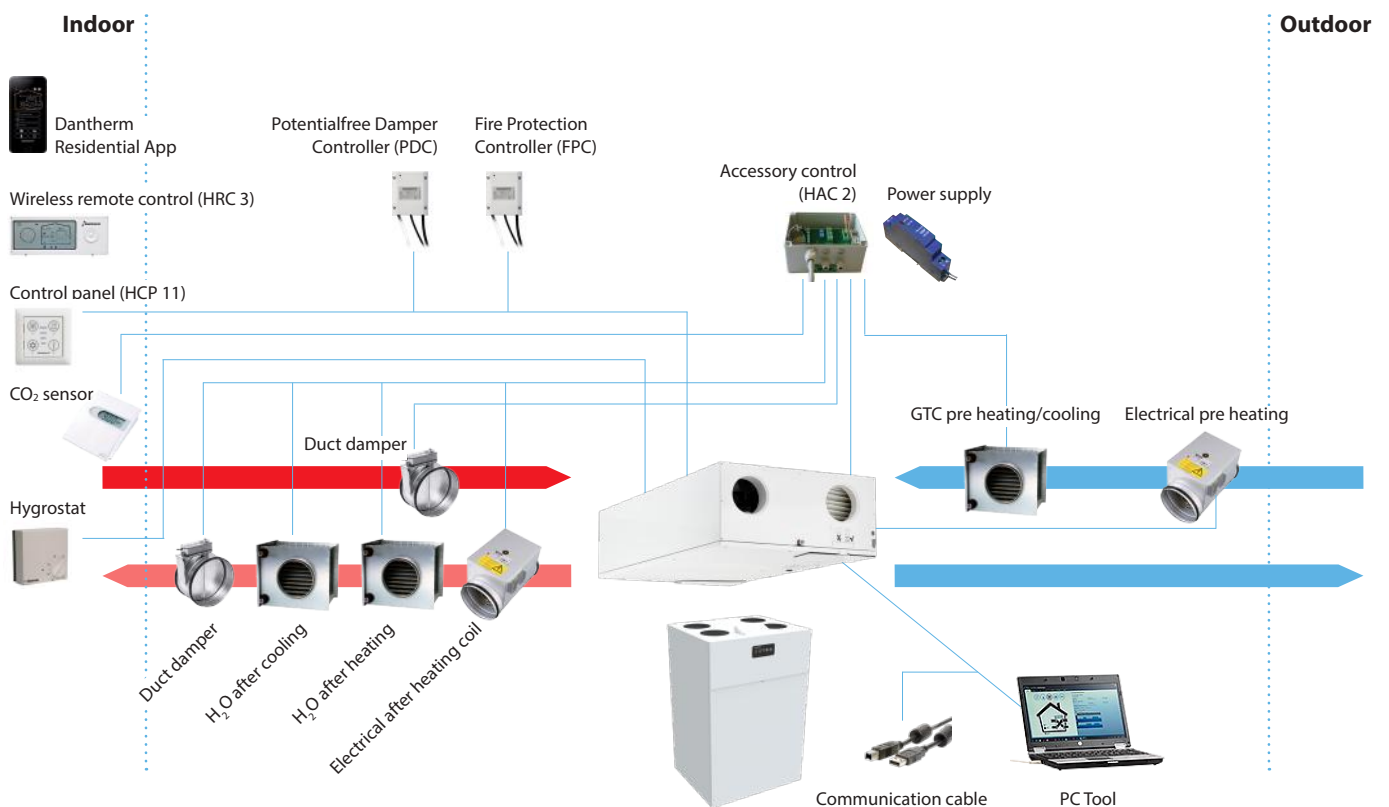 Indoor
Outdoor
Dantherm
Residential App
Potentialfree Damper
Controller (PDC)
Fire Protection
Controller (FPC)
Accessory control
(HAC 2)
Power supply
Wireless remote control (HRC 3)
Control panel (HCP 11)
CO₂ sensor
Duct damper
GTC pre heating/cooling
Electrical pre heating
Hygrostat
Duct damper
H₂O after cooling
H₂O after heating
Electrical after heating coil
Communication cable
PC Tool